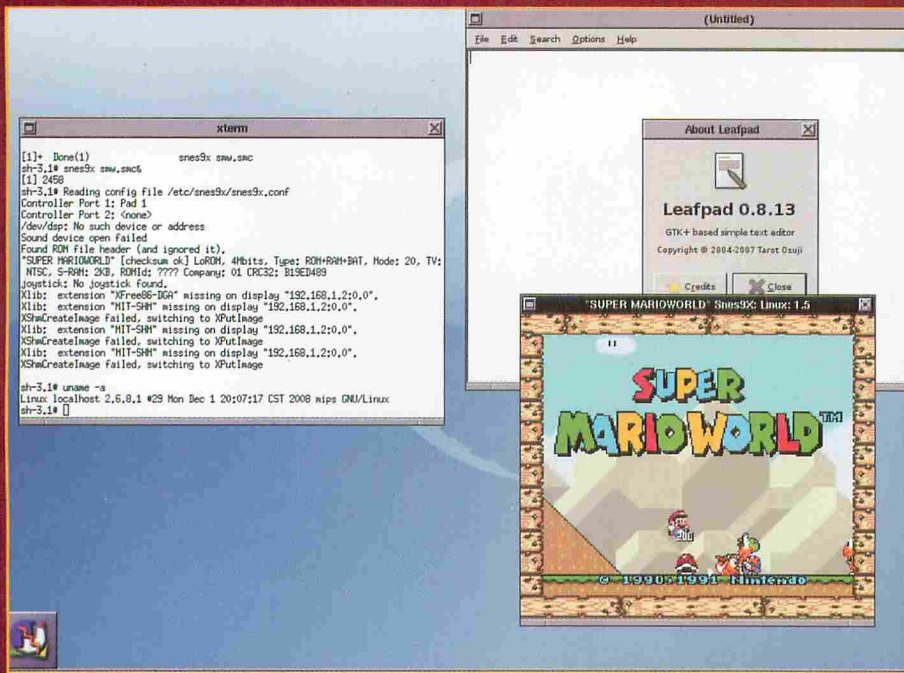 xterm
[1]+  Done(1)                 snes9x smw.smc
sh-3.1# snes9x smw.smc&
[1] 2458
sh-3.1# Reading config file /etc/snes9x/snes9x.conf
Controller Port 1: Pad 1
Controller Port 2: <none>
/dev/dsp: No such device or address
Sound device open failed
Found ROM file header (and ignored it).
"SUPER MARIOWORLD" [checksum ok] LoROM, 4Mbits, Type: ROM+RAM+BAT, Mode: 20, TV:
NTSC, S-RAM: 2KB, ROMId: ???? Company: 01 CRC32: B19ED489
joystick: No joystick found.
Xlib:  extension "XFree86-DGA" missing on display "192.168.1.2:0.0".
Xlib:  extension "MIT-SHM" missing on display "192.168.1.2:0.0".
XShmCreateImage failed, switching to XPutImage
Xlib:  extension "MIT-SHM" missing on display "192.168.1.2:0.0".
XShmCreateImage failed, switching to XPutImage
Xlib:  extension "MIT-SHM" missing on display "192.168.1.2:0.0".
XShmCreateImage failed, switching to XPutImage
sh-3.1# uname -a
Linux localhost 2.6.8.1 #29 Mon Dec 1 20:07:17 CST 2008 mips GNU/Linux
sh-3.1#
(Untitled)
File Edit Search Options Help
About Leafpad
Leafpad 0.8.13
GTK+ based simple text editor
Copyright © 2004-2007 Tarot Osuji
Credits Close
"SUPER MARIOWORLD" Snes9X: Linux: 1.5
SUPER
MARIO WORLD™
200
© 1990,1991 Nintendo